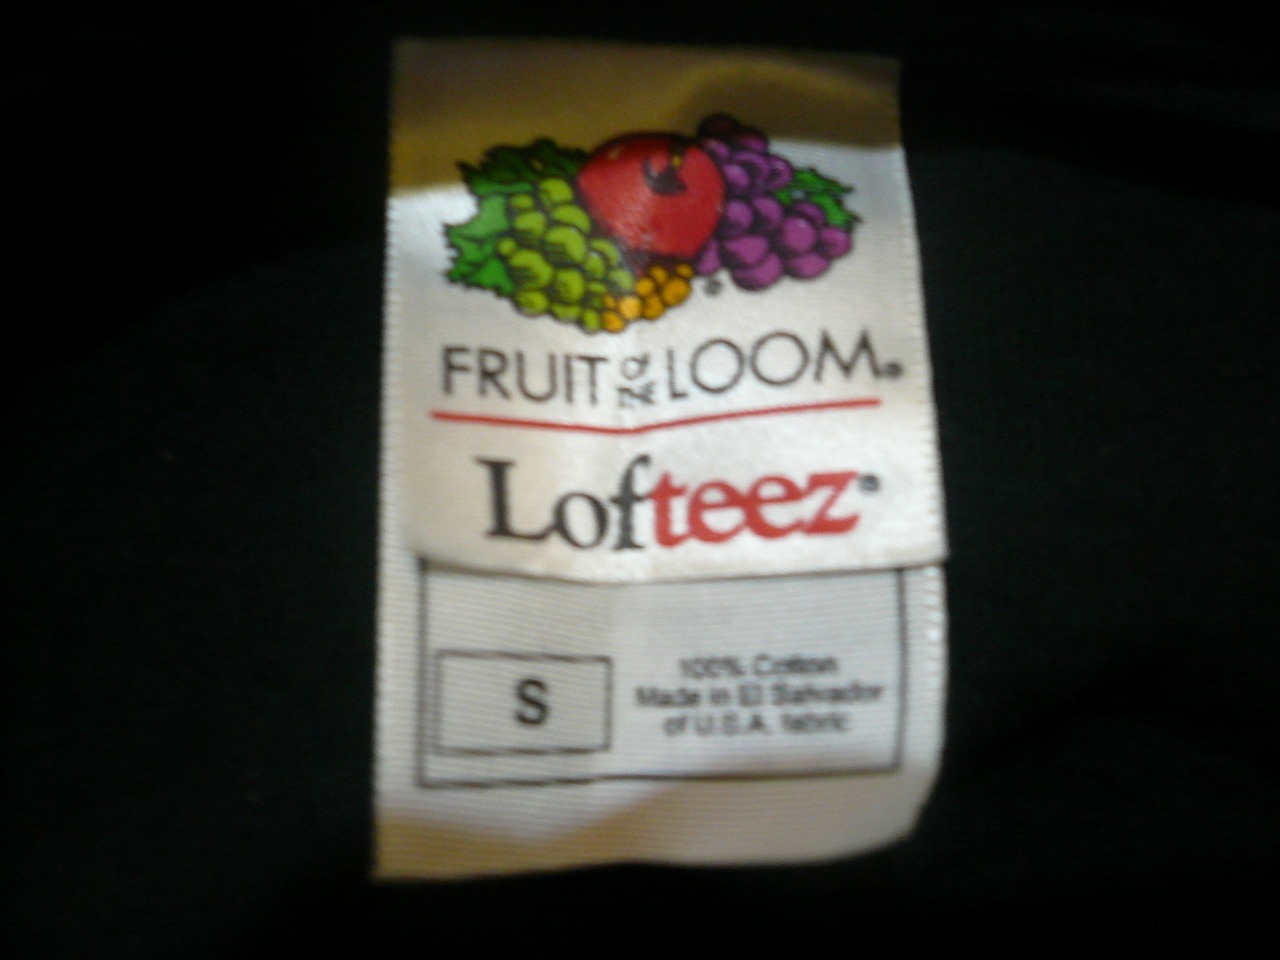 FRUIT OF THE LOOM®
Lofteez®
S
100% Cotton
Made in El Salvador
of U.S.A. fabric